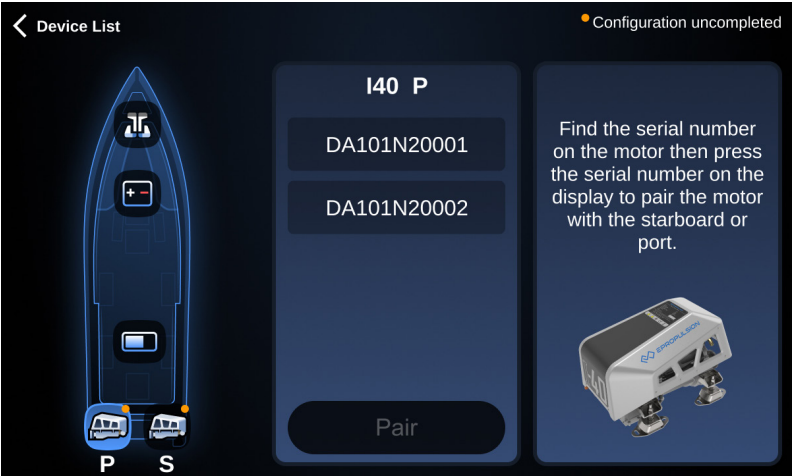 Device List
Configuration uncompleted
I40 P
DA101N20001
DA101N20002
Pair
Find the serial number
on the motor then press
the serial number on the
display to pair the motor
with the starboard or
port.
EPROPULSION
P
S